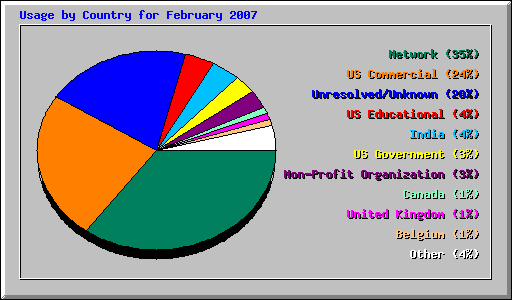 Usage by Country for February 2007
Network (35%)
US Commercial (24%)
Unresolved/Unknown (20%)
US Educational (4%)
India (4%)
US Government (3%)
Non-Profit Organization (3%)
Canada (1%)
United Kingdom (1%)
Belgium (1%)
Other (4%)